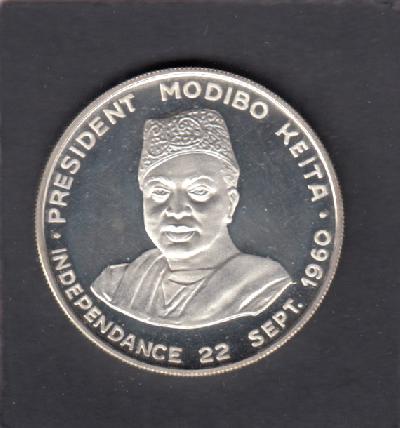 PRESIDENT MODIBO KEITA
INDEPENDANCE 22 SEPT. 1960